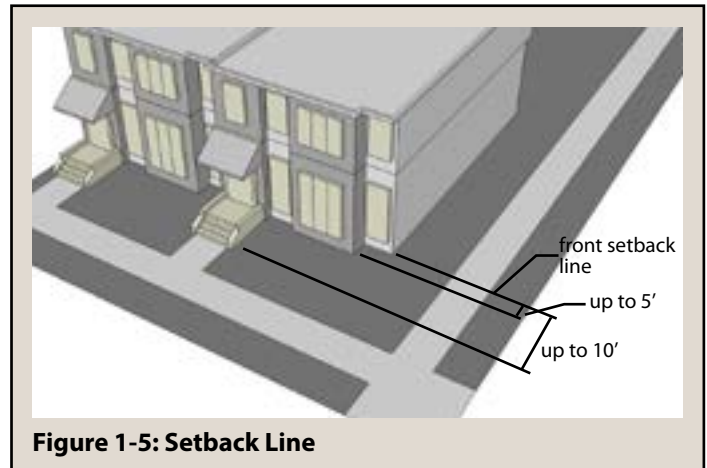 front setback
line
up to 5’
up to 10’
Figure 1-5: Setback Line